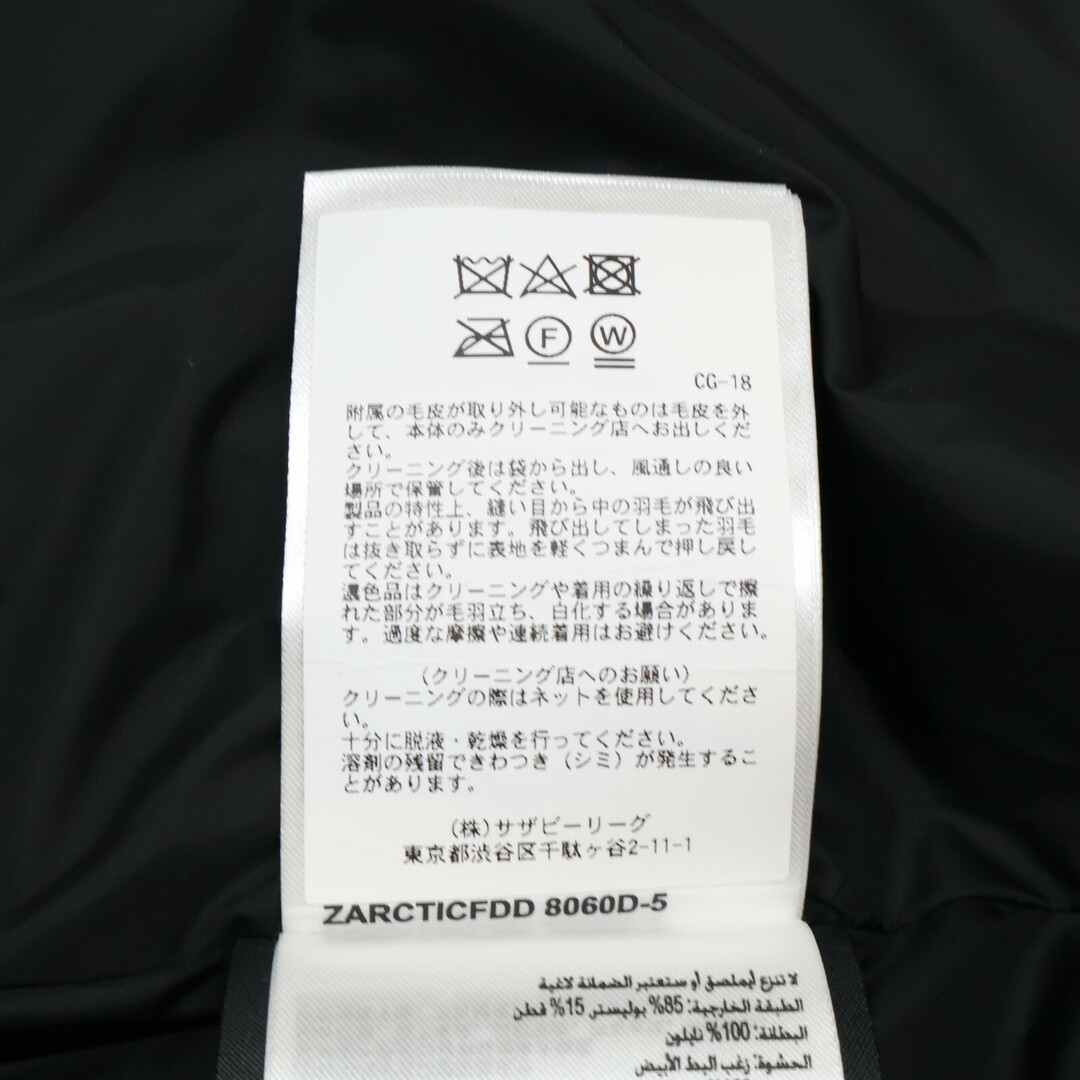 F W
CG-18
附属の毛皮が取り外し可能なものは毛皮を外
して、本体のみクリーニング店へお出しくだ
さい。
クリーニング後は袋から出し、風通しの良い
場所で保管してください。
製品の特性上、縫い目から中の羽毛が飛び出
すことがあります。飛び出してしまった羽毛
は抜き取らずに表地を軽くつまんで押し戻し
てください。
濃色品はクリーニングや着用の繰り返しで擦
れた部分が毛羽立ち、白化する場合がありま
す。過度な摩擦や連続着用はお避けください。
(クリーニング店へのお願い)
クリーニングの際はネットを使用してくださ
い。
十分に脱液・乾燥を行ってください。
溶剤の残留できわつき(シミ)が発生するこ
とがあります。
(株)サザビーリーグ
東京都渋谷区千駄ヶ谷2-11-1
ZARCTICFDD 8060D-5
لا تنزع أيملصق أو ستعتبر الضمانة لاغية
الطبقة الخارجية: 85% بوليستر 15% قطن
البطانة: 100% نايلون
الحشوة: زغب البط الأبيض